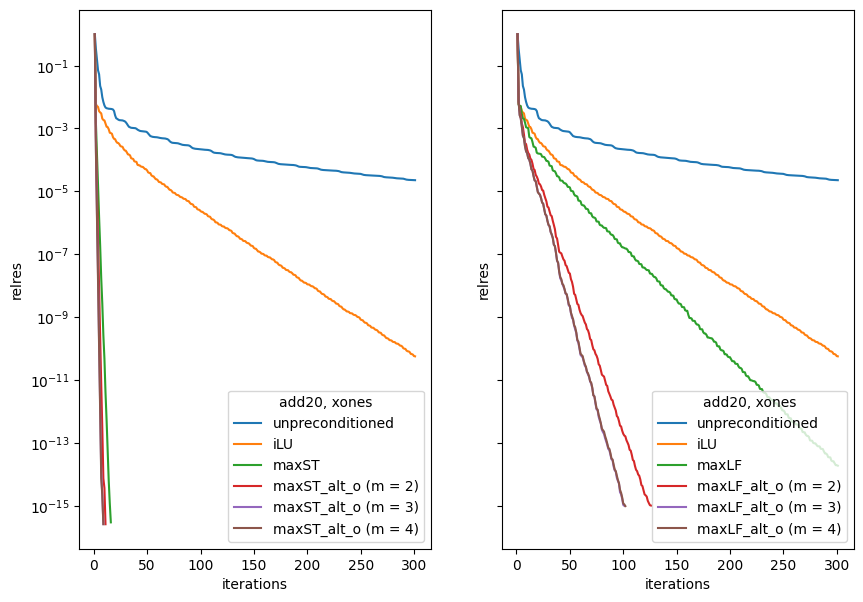 10⁻¹
10⁻³
10⁻⁵
10⁻⁷
10⁻⁹
10⁻¹¹
10⁻¹³
10⁻¹⁵
relres
0 50 100 150 200 250 300
iterations
add20, xones
unpreconditioned
iLU
maxST
maxST_alt_o (m = 2)
maxST_alt_o (m = 3)
maxST_alt_o (m = 4)
relres
0 50 100 150 200 250 300
iterations
add20, xones
unpreconditioned
iLU
maxLF
maxLF_alt_o (m = 2)
maxLF_alt_o (m = 3)
maxLF_alt_o (m = 4)